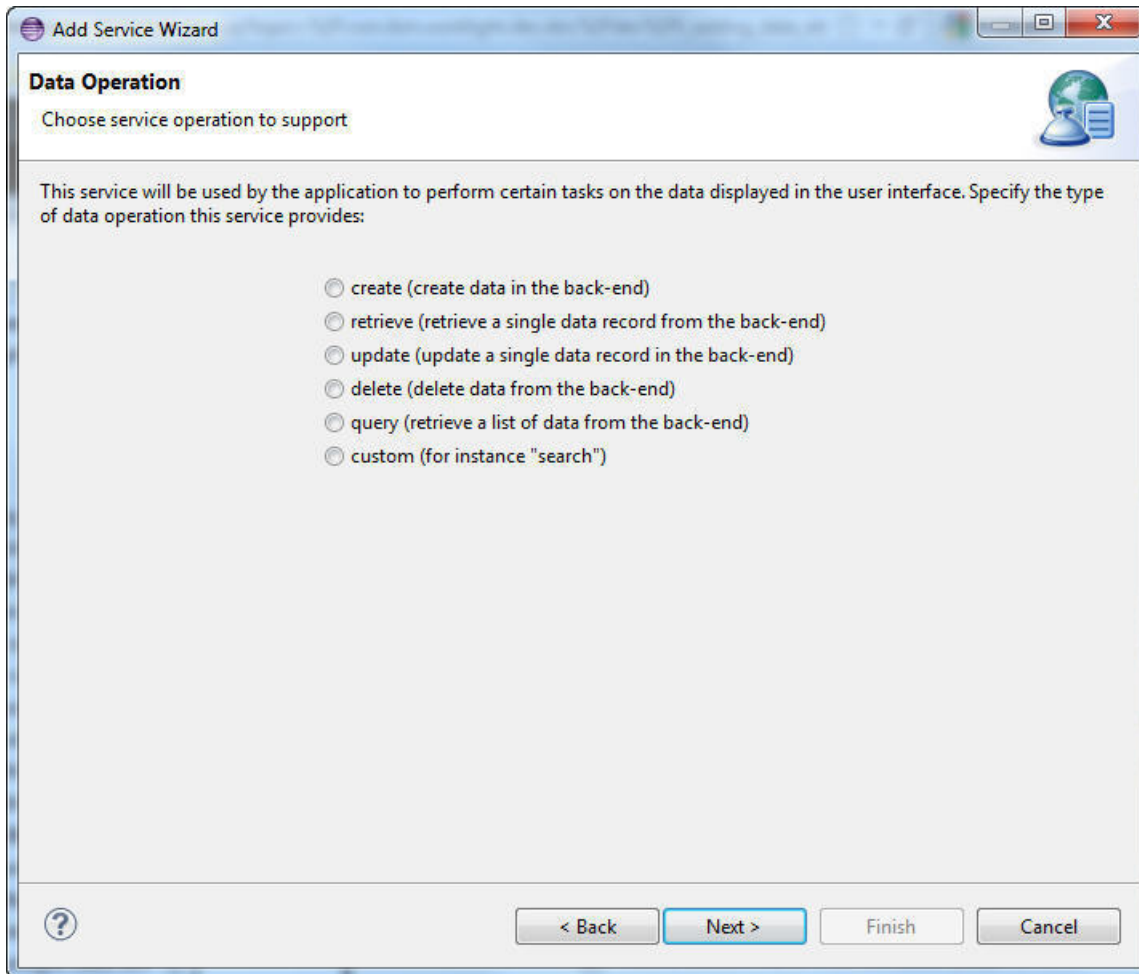 Add Service Wizard
Data Operation
Choose service operation to support
This service will be used by the application to perform certain tasks on the data displayed in the user interface. Specify the type
of data operation this service provides:
create (create data in the back-end)
retrieve (retrieve a single data record from the back-end)
update (update a single data record in the back-end)
delete (delete data from the back-end)
query (retrieve a list of data from the back-end)
custom (for instance "search")
?
< Back
Next >
Finish
Cancel